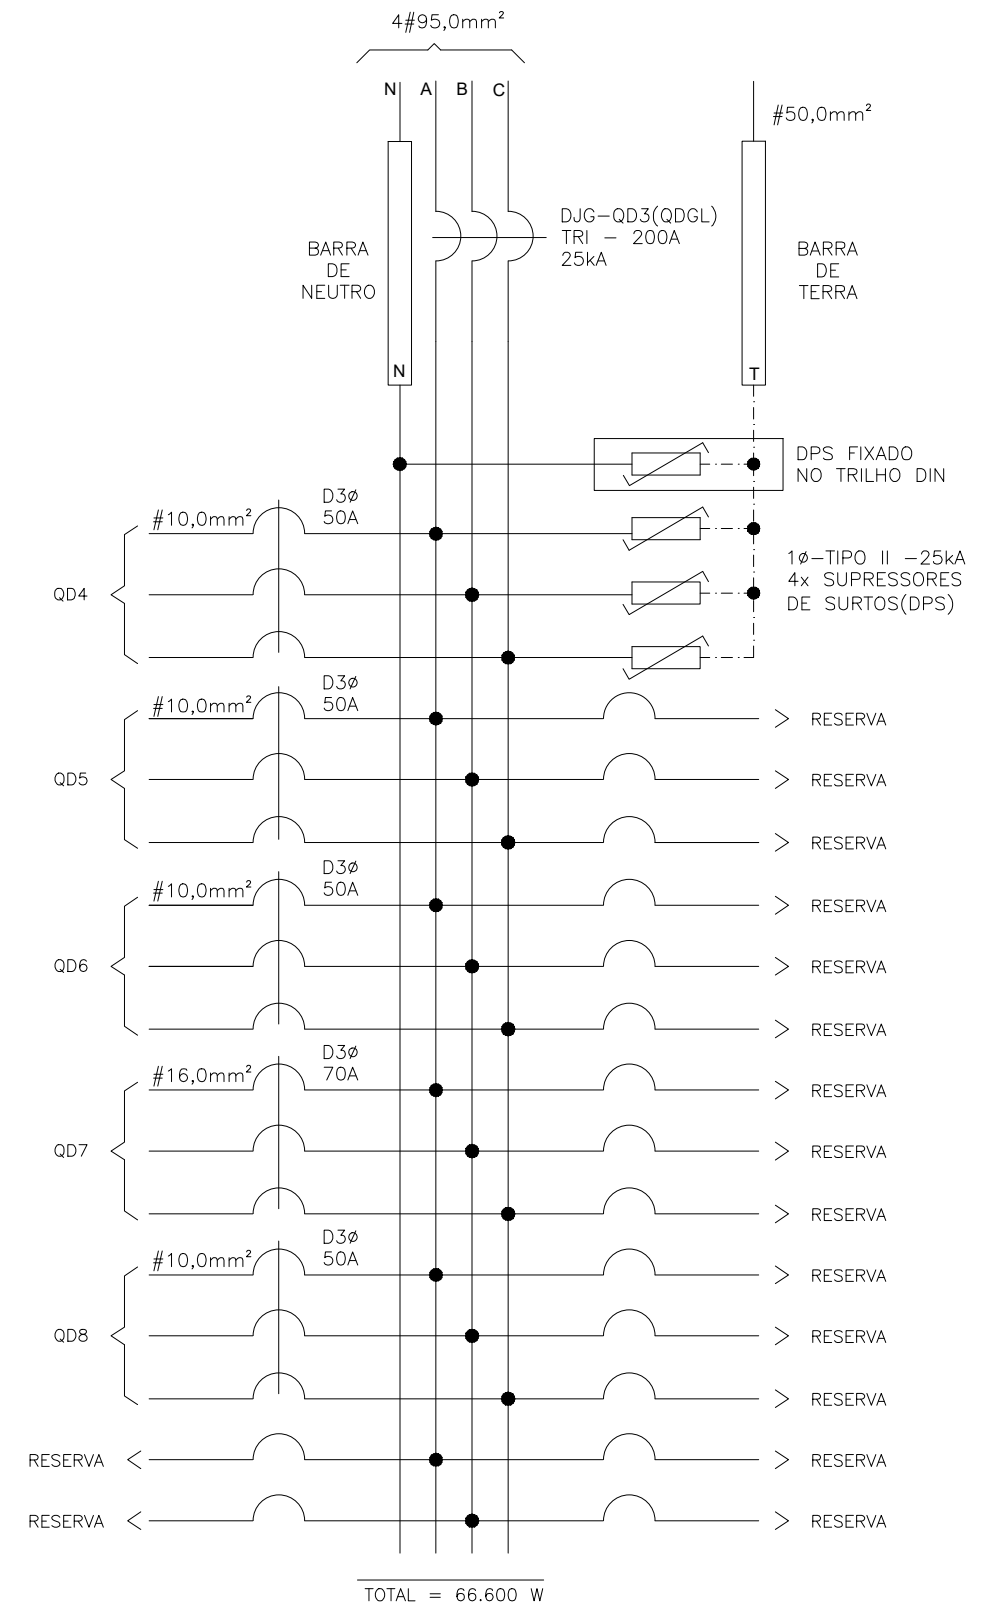 4#95,0mm²
N A B C
#50,0mm²
DJG-QD3(QDGL)
TRI - 200A
25kA
BARRA
DE
NEUTRO
BARRA
DE
TERRA
N
T
DPS FIXADO
NO TRILHO DIN
D3ø
50A
#10,0mm²
QD4
1ø-TIPO II -25kA
4x SUPRESSORES
DE SURTOS(DPS)
D3ø
50A
#10,0mm²
RESERVA
QD5
RESERVA
RESERVA
D3ø
50A
#10,0mm²
RESERVA
QD6
RESERVA
RESERVA
D3ø
70A
#16,0mm²
RESERVA
QD7
RESERVA
RESERVA
D3ø
50A
#10,0mm²
RESERVA
QD8
RESERVA
RESERVA
RESERVA
RESERVA
RESERVA
RESERVA
TOTAL = 66.600 W